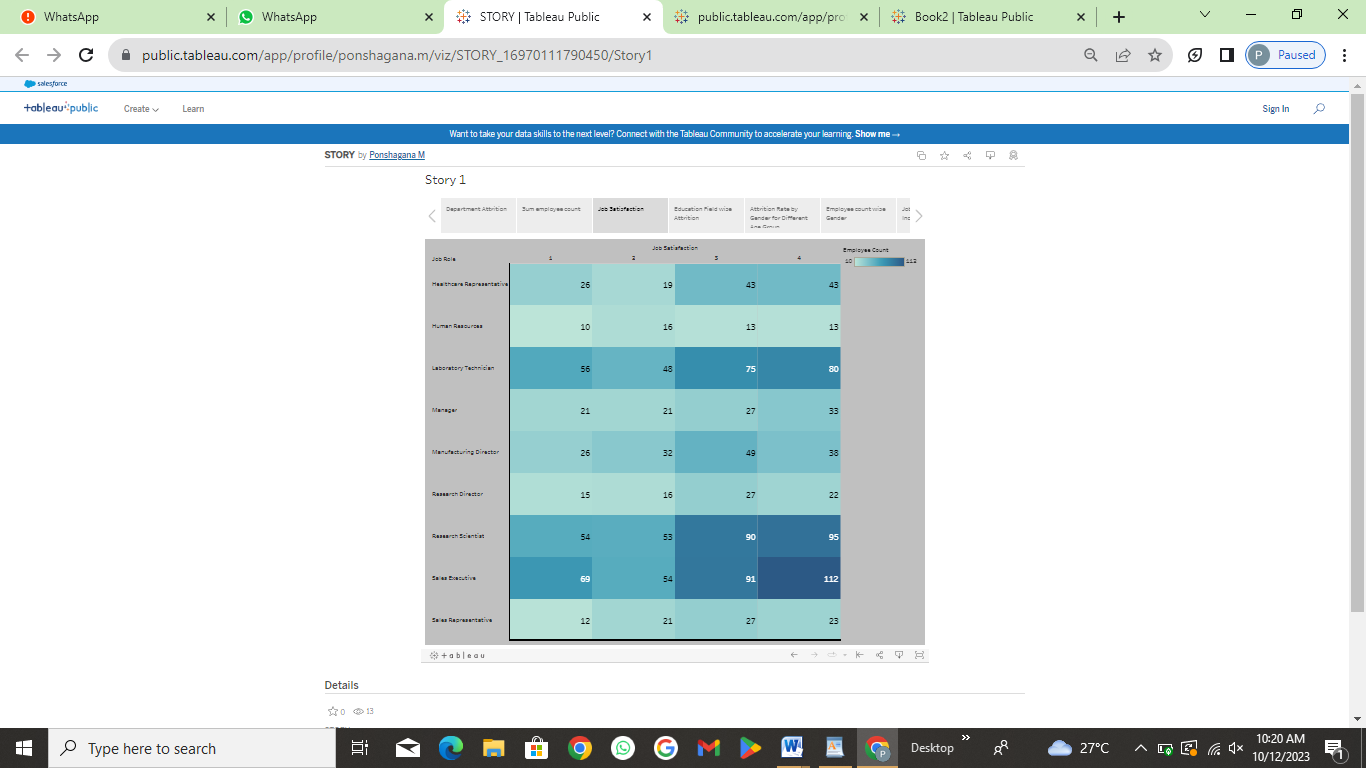 WhatsApp
WhatsApp
STORY | Tableau Public
public.tableau.com/app/pro
Book2 | Tableau Public
public.tableau.com/app/profile/ponshagana.m/viz/STORY_16970111790450/Story1
P Paused
salesforce
+ableau public
Create
Learn
Sign In
Want to take your data skills to the next level? Connect with the Tableau Community to accelerate your learning. Show me →
STORY by Ponshagana M
Story 1
Department Attrition
Sum employee count
Job Satisfaction
Education Field wise
Attrition
Attrition Rate by
Gender for Different
Age Group
Employee count wise
Gender
Job
Inc
Job Satisfaction
Job Role 1 2 3 4
Healthcare Representative 26 19 43 43
Human Resources 10 16 13 13
Laboratory Technician 56 48 75 80
Manager 21 21 27 33
Manufacturing Director 26 32 49 38
Research Director 15 16 27 22
Research Scientist 54 53 90 95
Sales Executive 69 54 91 112
Sales Representative 12 21 27 23
Employee Count
10 112
+ableau
Details
0 13
Type here to search
Desktop
27°C
10:20 AM
10/12/2023
1